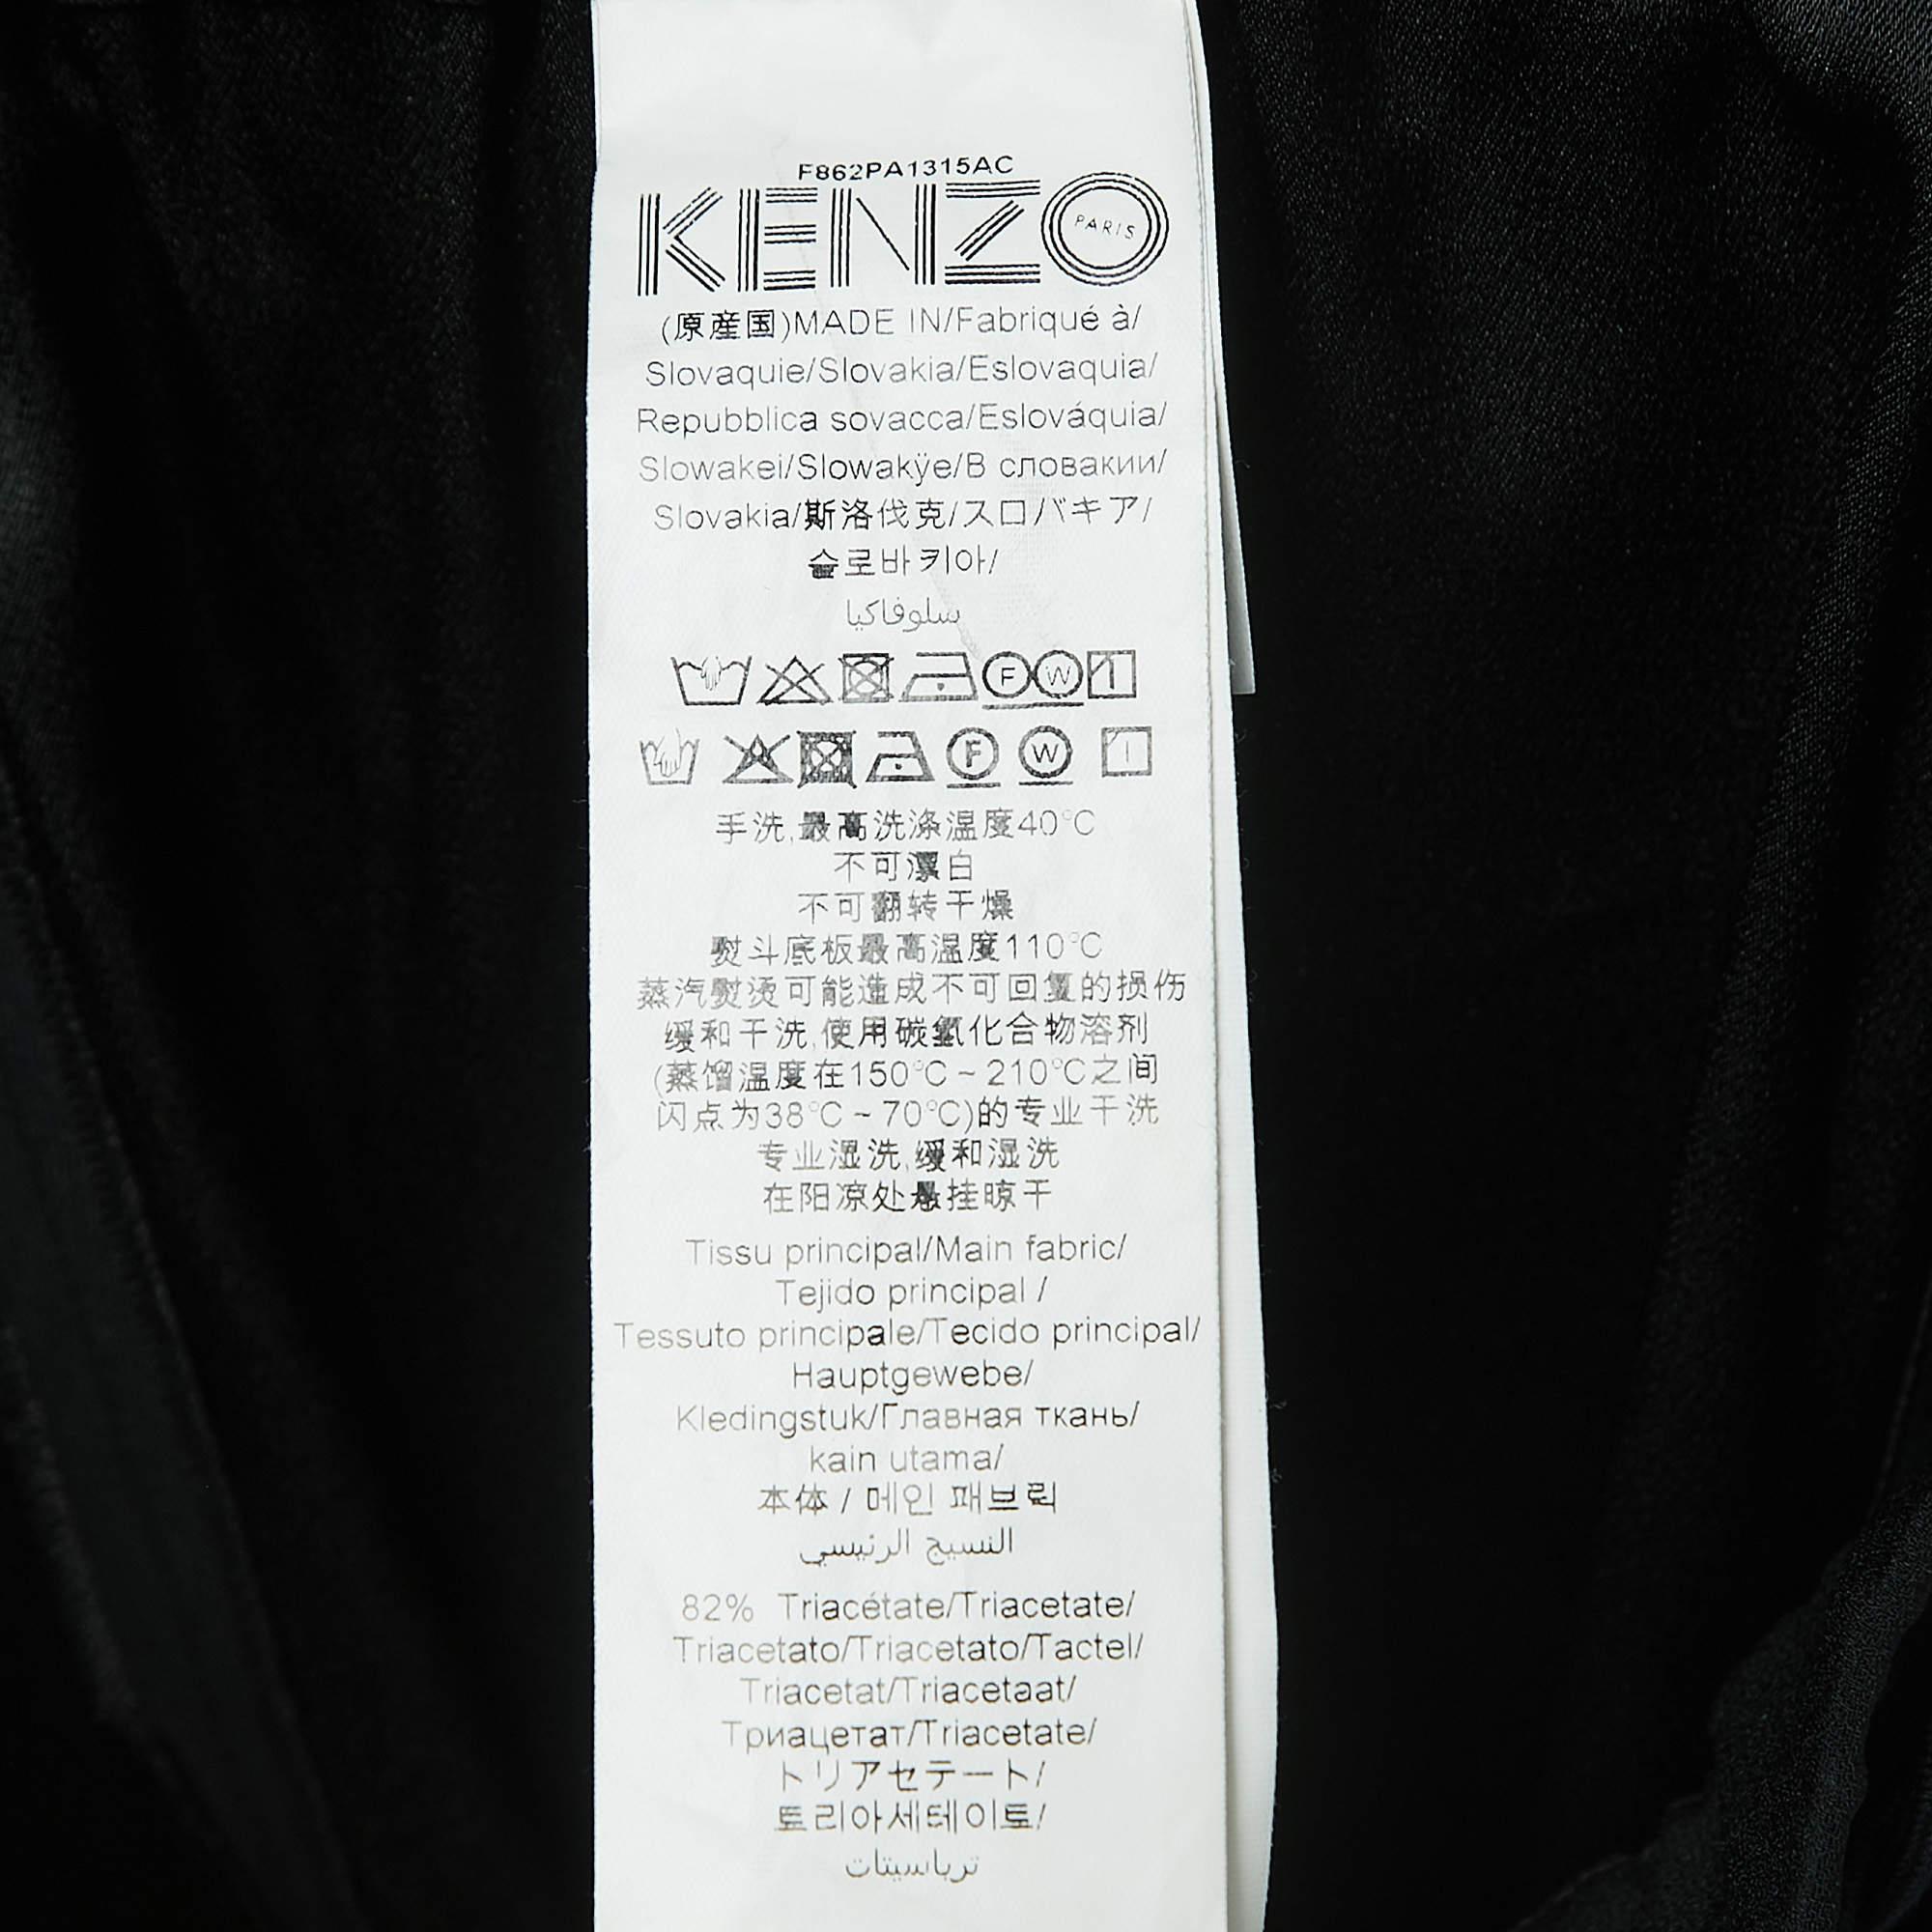 F862PA1315AC
KENZO PARIS
(原産国)MADE IN/Fabriqué à/
Slovaquie/Slovakia/Eslovaquia/
Repubblica sovacca/Eslováquia/
Slowakei/Slowakÿe/В словакии/
Slovakia/斯洛伐克/スロバキア/
슬로바키아/
سلوفاكيا
F W
F W
手洗,最高洗涤温度40°C
不可漂白
不可翻转干燥
熨斗底板最高温度110°C
蒸汽熨烫可能造成不可回复的损伤
缓和干洗,使用碳氢化合物溶剂
(蒸馏温度在150°C ~ 210°C之间
闪点为38°C ~ 70°C)的专业干洗
专业湿洗,缓和湿洗
在阳凉处悬挂晾干
Tissu principal/Main fabric/
Tejido principal /
Tessuto principale/Tecido principal/
Hauptgewebe/
Kledingstuk/Главная ткань/
kain utama/
本体 / 메인 패브릭
النسيج الرئيسي
82% Triacétate/Triacetate/
Triacetato/Triacetato/Tactel/
Triacetat/Triacetaat/
Триацетат/Triacetate/
トリアセテート/
토리아세테이토/
ترياسيتات